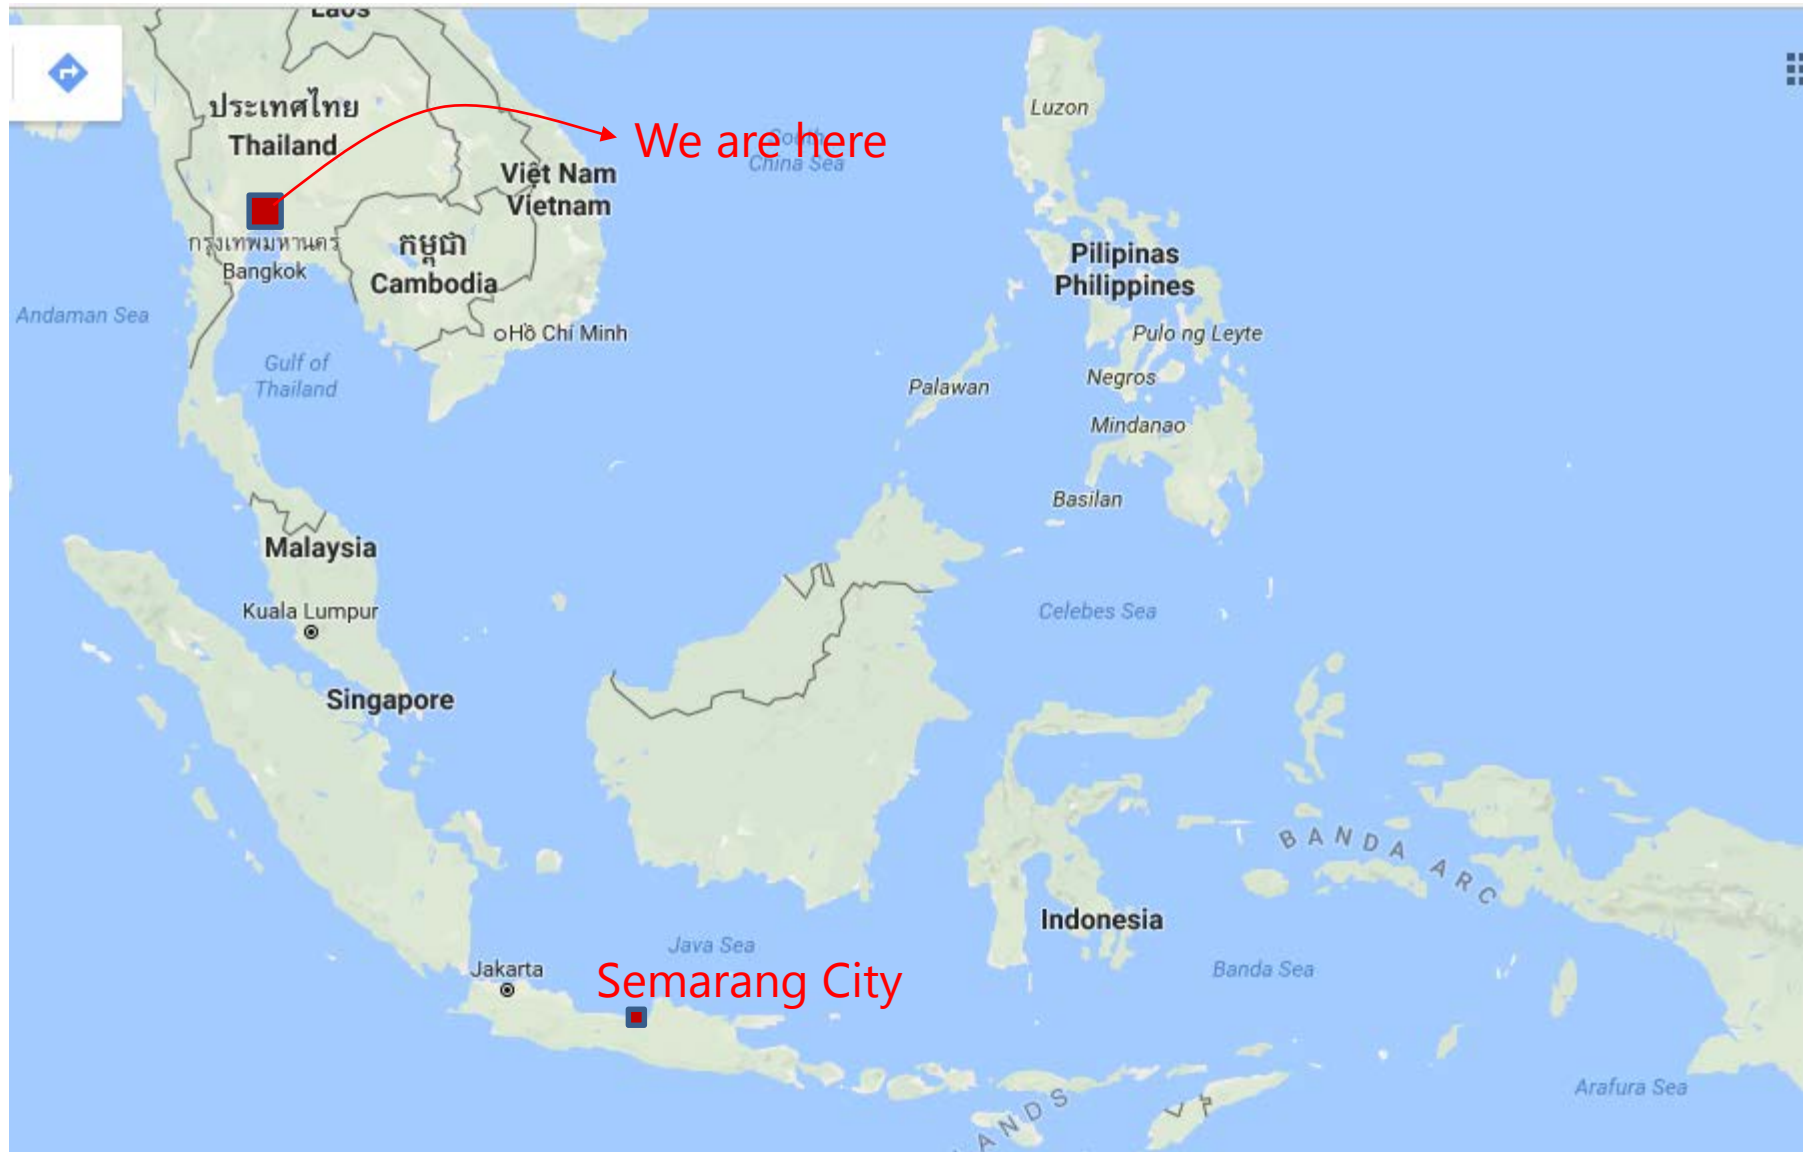 Laos
ประเทศไทย
Thailand
We are here
South
China Sea
Luzon
Việt Nam
Vietnam
กรุงเทพมหานคร
Bangkok
កម្ពុជា
Cambodia
Pilipinas
Philippines
Andaman Sea
Hồ Chí Minh
Pulo ng Leyte
Gulf of
Thailand
Palawan
Negros
Mindanao
Basilan
Malaysia
Kuala Lumpur
Celebes Sea
Singapore
BANDA ARC
Indonesia
Java Sea
Jakarta
Semarang City
Banda Sea
Arafura Sea